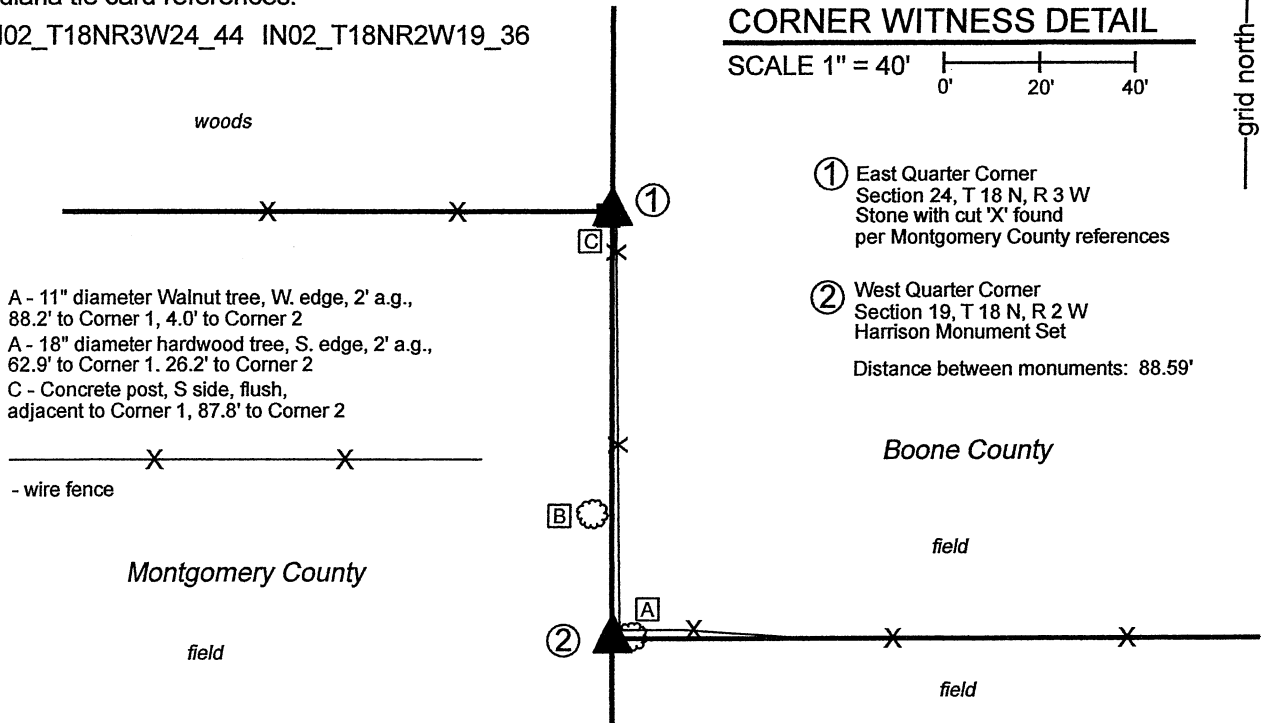 CORNER WITNESS DETAIL
SCALE 1" = 40'
0' 20' 40'
grid north
tie card references.
T18NR3W24_44 IN02_T18NR2W19_36
woods
1
C
1 East Quarter Corner
Section 24, T 18 N, R 3 W
Stone with cut 'X' found
per Montgomery County references
2 West Quarter Corner
Section 19, T 18 N, R 2 W
Harrison Monument Set
Distance between monuments: 88.59'
A - 11" diameter Walnut tree, W. edge, 2' a.g.,
88.2' to Corner 1, 4.0' to Corner 2
A - 18" diameter hardwood tree, S. edge, 2' a.g.,
62.9' to Corner 1. 26.2' to Corner 2
C - Concrete post, S side, flush,
adjacent to Corner 1, 87.8' to Corner 2
- wire fence
Boone County
B
field
Montgomery County
A
2
field
field